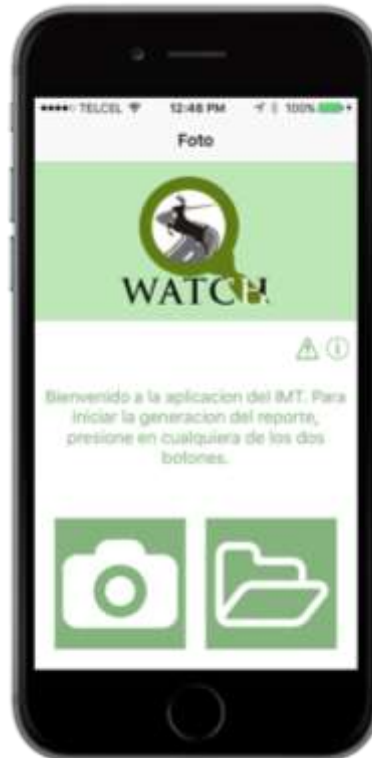 TELCEL 12:48 PM 100%
Foto
WATCH
Bienvenido a la aplicacion del IMT. Para
iniciar la generacion del reporte,
presione en cualquiera de los dos
botones.